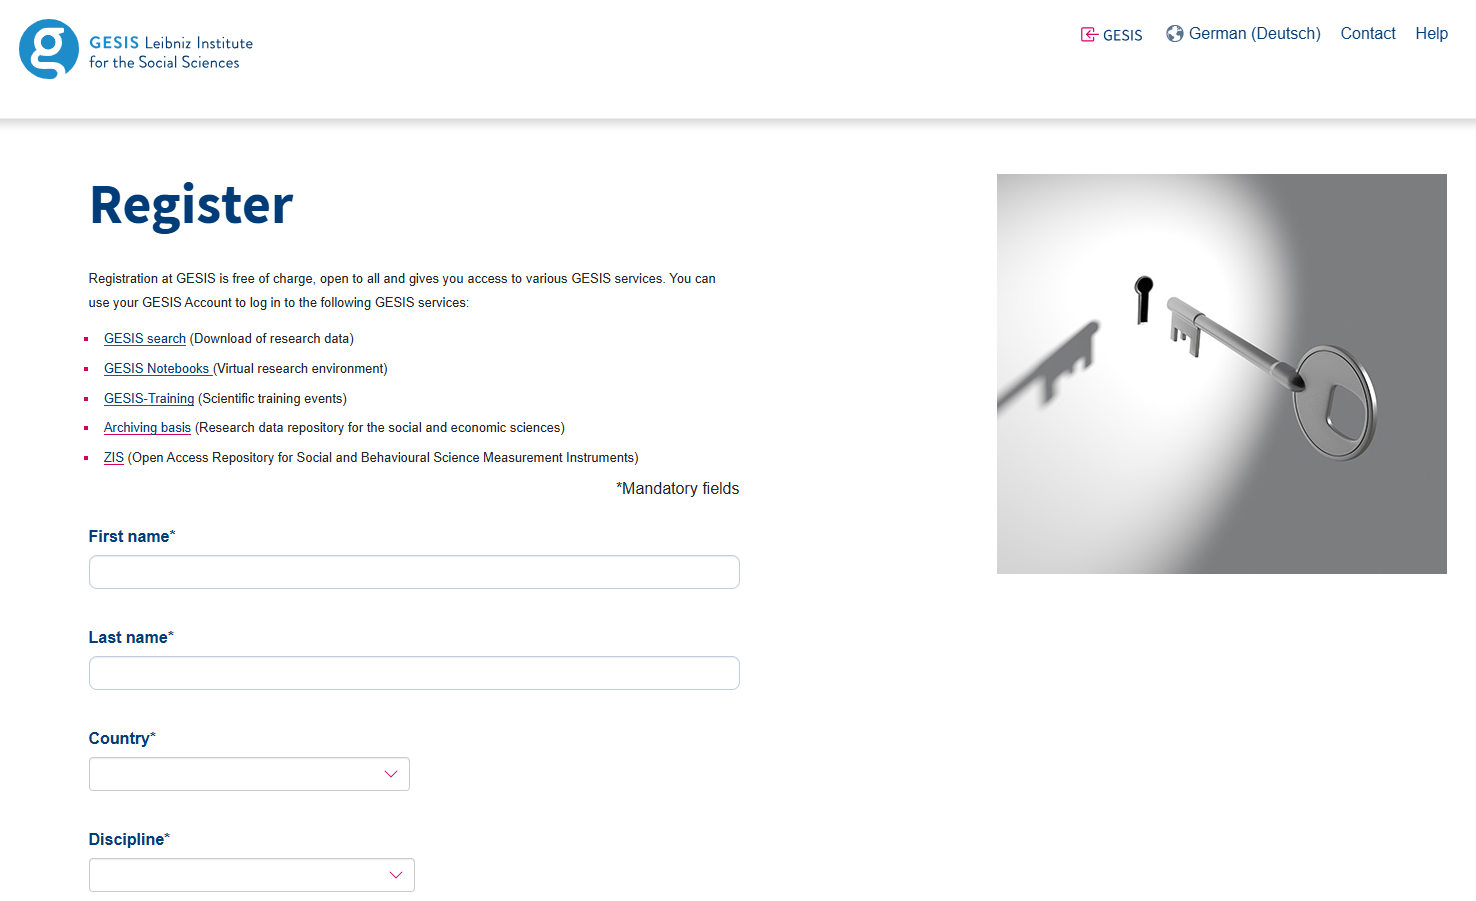 GESIS Leibniz Institute
for the Social Sciences
GESIS
German (Deutsch)
Contact
Help
Register
Registration at GESIS is free of charge, open to all and gives you access to various GESIS services. You can
use your GESIS Account to log in to the following GESIS services:
GESIS search (Download of research data)
GESIS Notebooks (Virtual research environment)
GESIS-Training (Scientific training events)
Archiving basis (Research data repository for the social and economic sciences)
ZIS (Open Access Repository for Social and Behavioural Science Measurement Instruments)
*Mandatory fields
First name*
Last name*
Country*
Discipline*